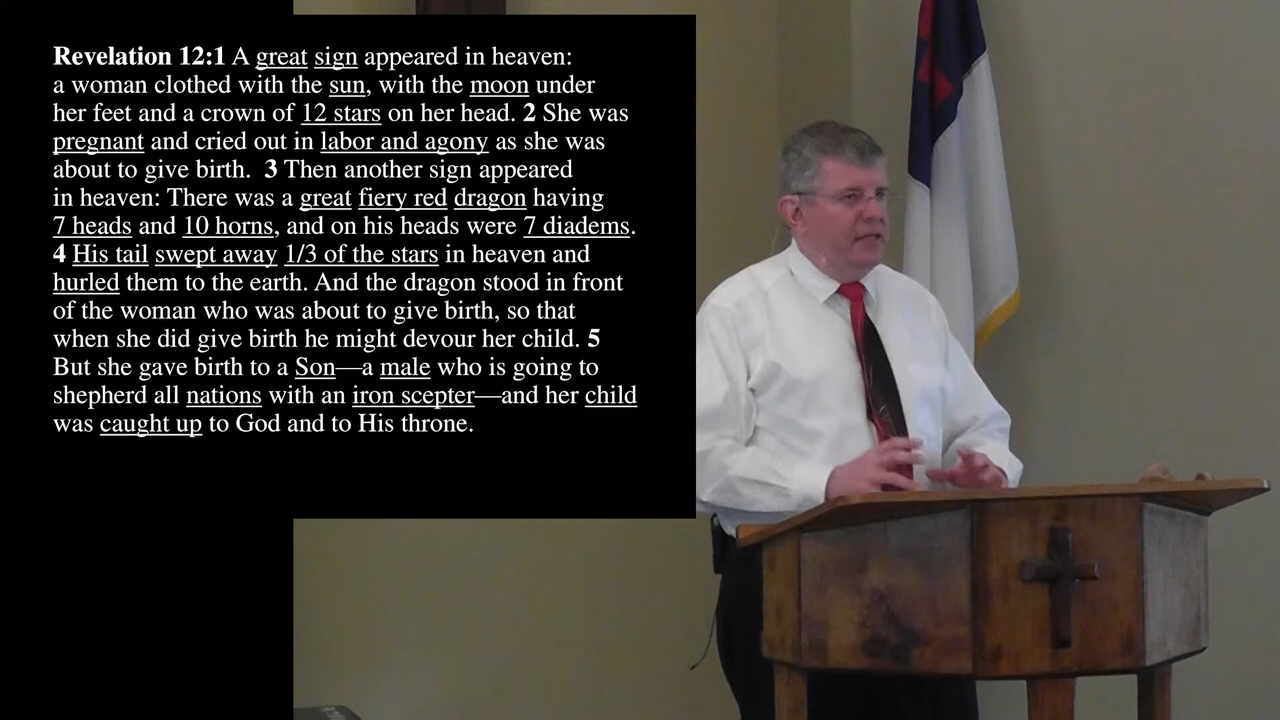 Revelation 12:1 A great sign appeared in heaven:
a woman clothed with the sun, with the moon under
her feet and a crown of 12 stars on her head. 2 She was
pregnant and cried out in labor and agony as she was
about to give birth.  3 Then another sign appeared
in heaven: There was a great fiery red dragon having
7 heads and 10 horns, and on his heads were 7 diadems.
4 His tail swept away 1/3 of the stars in heaven and
hurled them to the earth. And the dragon stood in front
of the woman who was about to give birth, so that
when she did give birth he might devour her child. 5
But she gave birth to a Son—a male who is going to
shepherd all nations with an iron scepter—and her child
was caught up to God and to His throne.